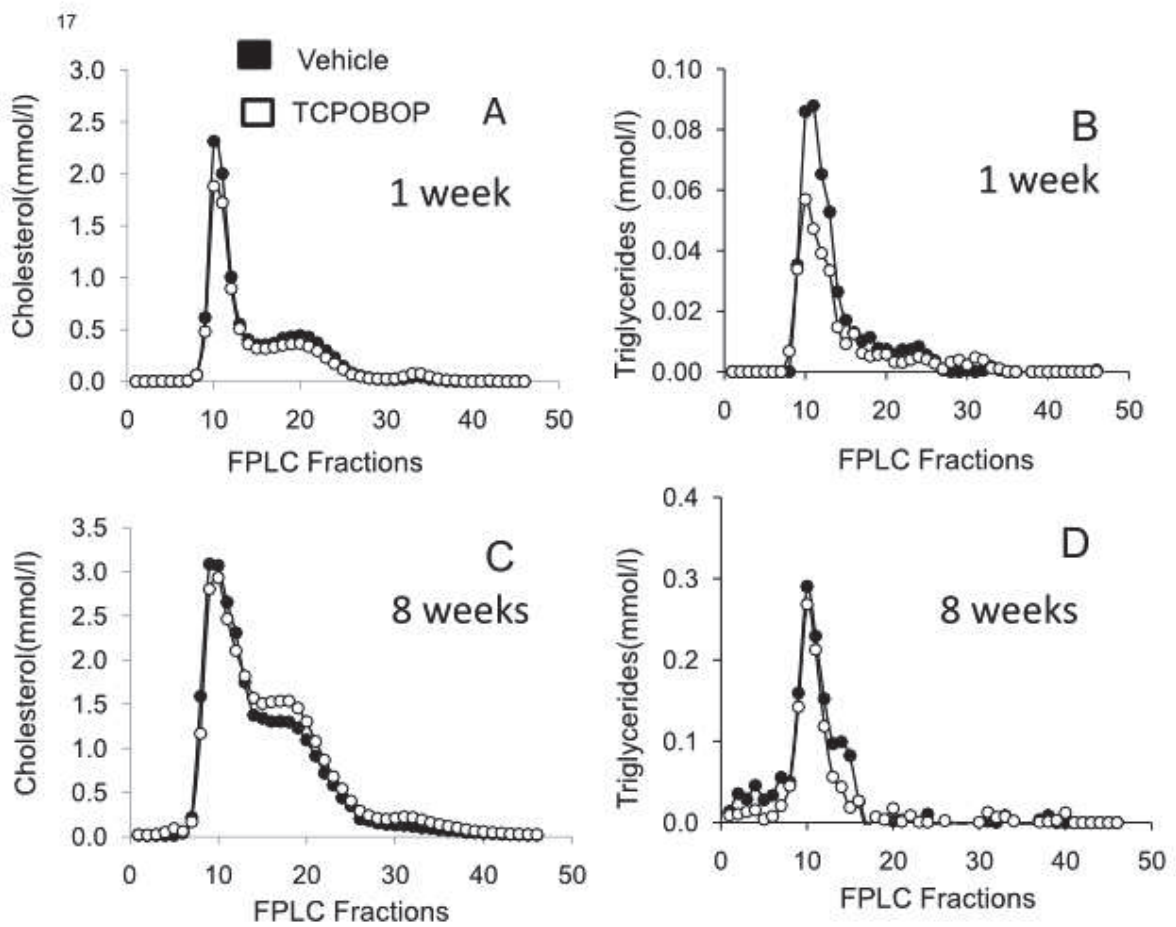 17
Vehicle
TCPOBOP
A
1 week
Cholesterol(mmol/l)
3.0
2.5
2.0
1.5
1.0
0.5
0.0
0 10 20 30 40 50
FPLC Fractions
B
1 week
Triglycerides (mmol/l)
0.10
0.08
0.06
0.04
0.02
0.00
0 10 20 30 40 50
FPLC Fractions
C
8 weeks
Cholesterol(mmol/l)
3.5
3.0
2.5
2.0
1.5
1.0
0.5
0.0
0 10 20 30 40 50
FPLC Fractions
D
8 weeks
Triglycerides(mmol/l)
0.4
0.3
0.2
0.1
0.0
0 10 20 30 40 50
FPLC Fractions